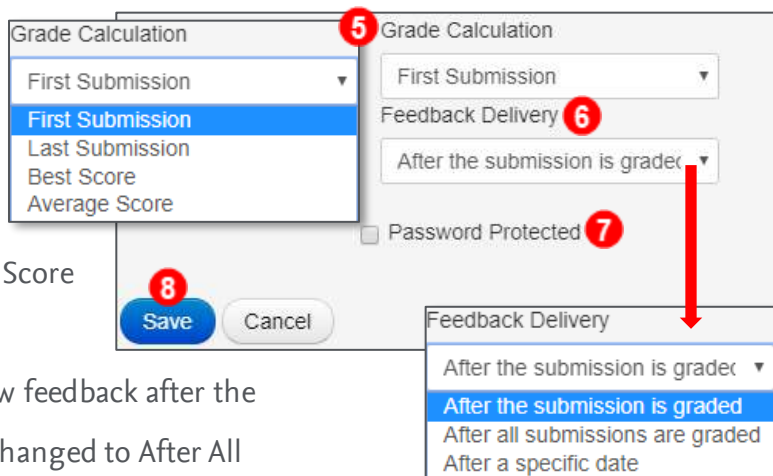 Grade Calculation
First Submission
First Submission
Last Submission
Best Score
Average Score
5 Grade Calculation
First Submission
Feedback Delivery 6
After the submission is graded
Password Protected 7
Score
8
Save Cancel
feedback after the
hanged to After All
Feedback Delivery
After the submission is graded
After the submission is graded
After all submissions are graded
After a specific date